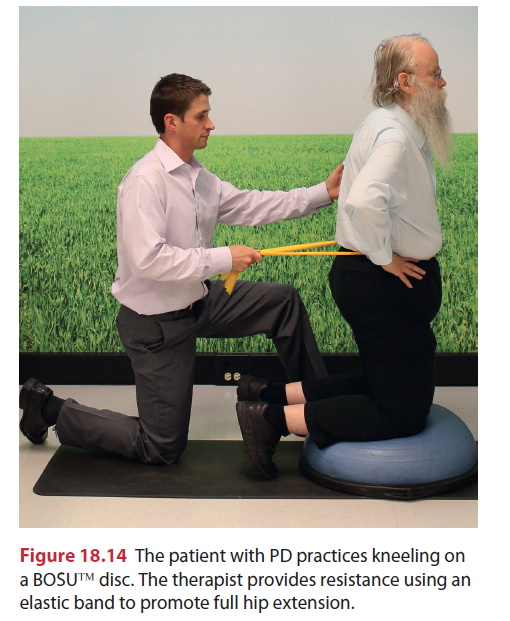 Figure 18.14 The patient with PD practices kneeling on
a BOSU™ disc. The therapist provides resistance using an
elastic band to promote full hip extension.